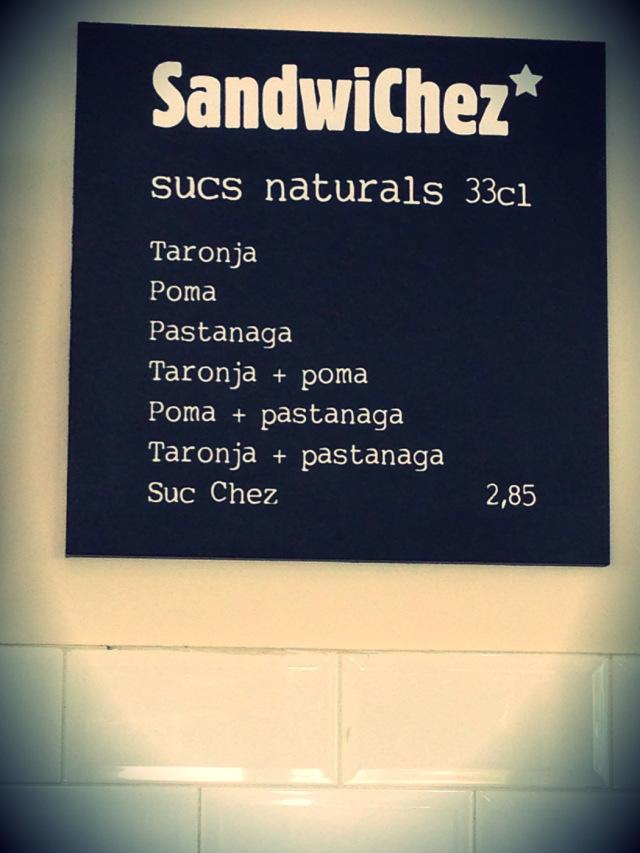 SandwiChez
sucs naturals 33cl
Taronja
Poma
Pastanaga
Taronja + poma
Poma + pastanaga
Taronja + pastanaga
Suc Chez 2,85